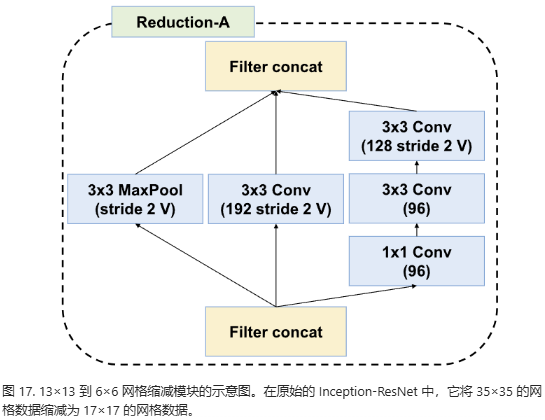 Reduction-A
Filter concat
3x3 Conv
(128 stride 2 V)
3x3 MaxPool
(stride 2 V)
3x3 Conv
(192 stride 2 V)
3x3 Conv
(96)
1x1 Conv
(96)
Filter concat
图 17. 13×13 到 6×6 网格缩减模块的示意图。在原始的 Inception-ResNet 中，它将 35×35 的网
格数据缩减为 17×17 的网格数据。